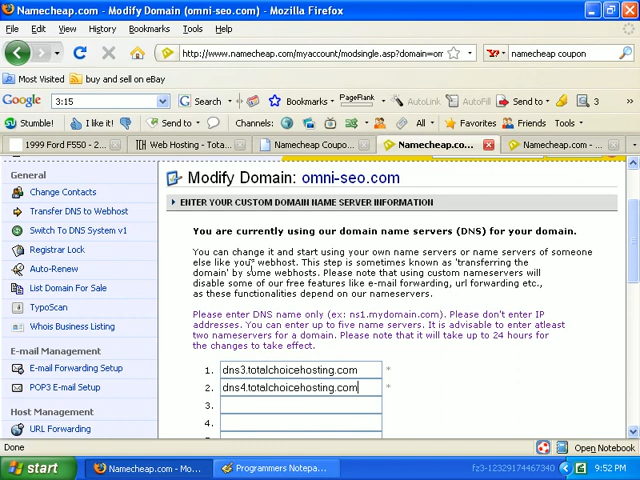 Namecheap.com - Modify Domain (omni-seo.com) - Mozilla Firefox
File Edit View History Bookmarks Tools Help
http://www.namecheap.com/myaccount/modsingle.asp?domain=om namecheap coupon
Most Visited buy and sell on eBay
Google 3:15 Search Bookmarks PageRank AutoLink AutoFill Send to 3
Stumble! I like it! Send to Channels: All Favorites Friends Tools
1999 Ford F550 - 2... Web Hosting - Tota... Namecheap Coupo... Namecheap.co... Namecheap.com - ...
General
Change Contacts
Transfer DNS to Webhost
Switch To DNS System v1
Registrar Lock
Auto-Renew
List Domain For Sale
TypoScan
Whois Business Listing
E-mail Management
E-mail Forwarding Setup
POP3 E-mail Setup
Host Management
URL Forwarding
Modify Domain: omni-seo.com
ENTER YOUR CUSTOM DOMAIN NAME SERVER INFORMATION
You are currently using our domain name servers (DNS) for your domain.
You can change it and start using your own name servers or name servers of someone
else like your webhost. This step is sometimes known as 'transferring the
domain' by some webhosts. Please note that using custom nameservers will
disable some of our free features like e-mail forwarding, url forwarding etc.,
as these functionalities depend on our nameservers.
Please enter DNS name only (ex: ns1.mydomain.com). Please don't enter IP
addresses. You can enter up to five name servers. It is advisable to enter atleast
two nameservers for a domain. Please note that it will take up to 24 hours for
the changes to take effect.
1. dns3.totalchoicehosting.com *
2. dns4.totalchoicehosting.com *
3.
4.
Done Open Notebook
start Namecheap.com - Mo... Programmers Notepa... fz3-12329174467340 9:52 PM